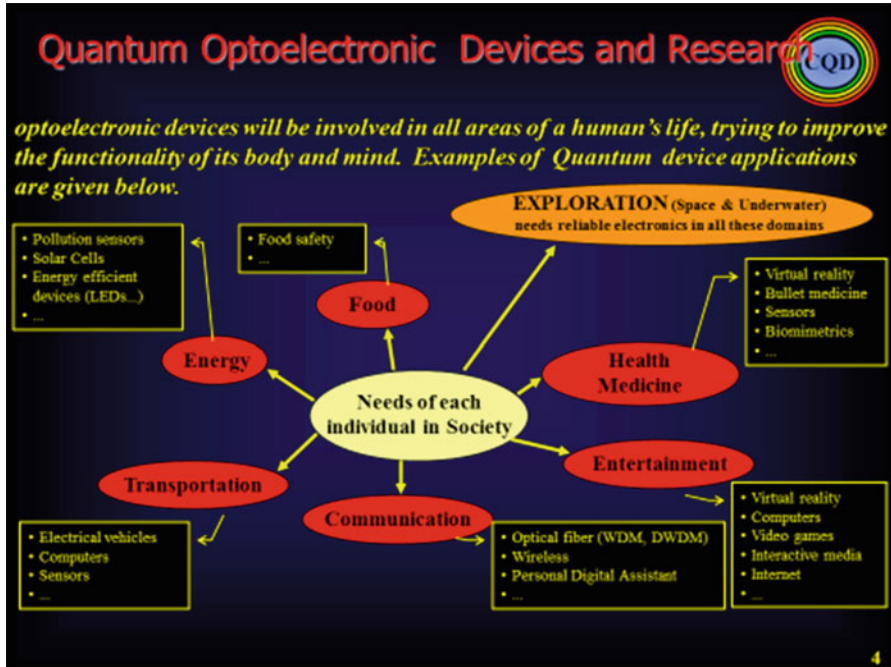 Quantum Optoelectronic Devices and Research
CQD
optoelectronic devices will be involved in all areas of a human's life, trying to improve
the functionality of its body and mind. Examples of Quantum device applications
are given below.
EXPLORATION (Space & Underwater)
needs reliable electronics in all these domains
• Pollution sensors
• Solar Cells
• Energy efficient
devices (LEDs...)
• ...
• Food safety
• ...
• Virtual reality
• Bullet medicine
• Sensors
• Biomimetrics
• ...
Food
Energy
Health
Medicine
Needs of each
individual in Society
Transportation
Entertainment
Communication
• Electrical vehicles
• Computers
• Sensors
• ...
• Optical fiber (WDM, DWDM)
• Wireless
• Personal Digital Assistant
• ...
• Virtual reality
• Computers
• Video games
• Interactive media
• Internet
• ...
4